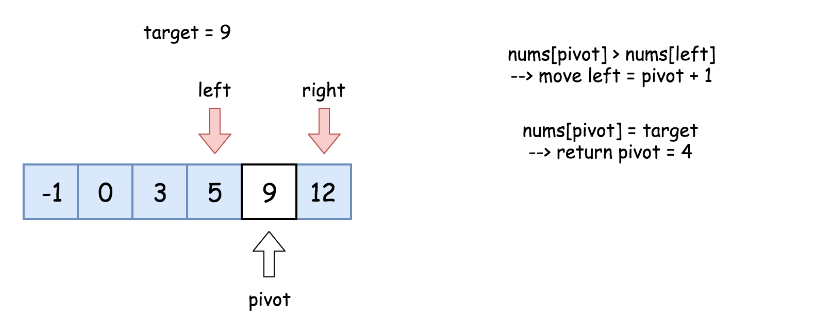 target = 9
nums[pivot] > nums[left]
--> move left = pivot + 1
left
right
nums[pivot] = target
--> return pivot = 4
-1 0 3 5 9 12
pivot